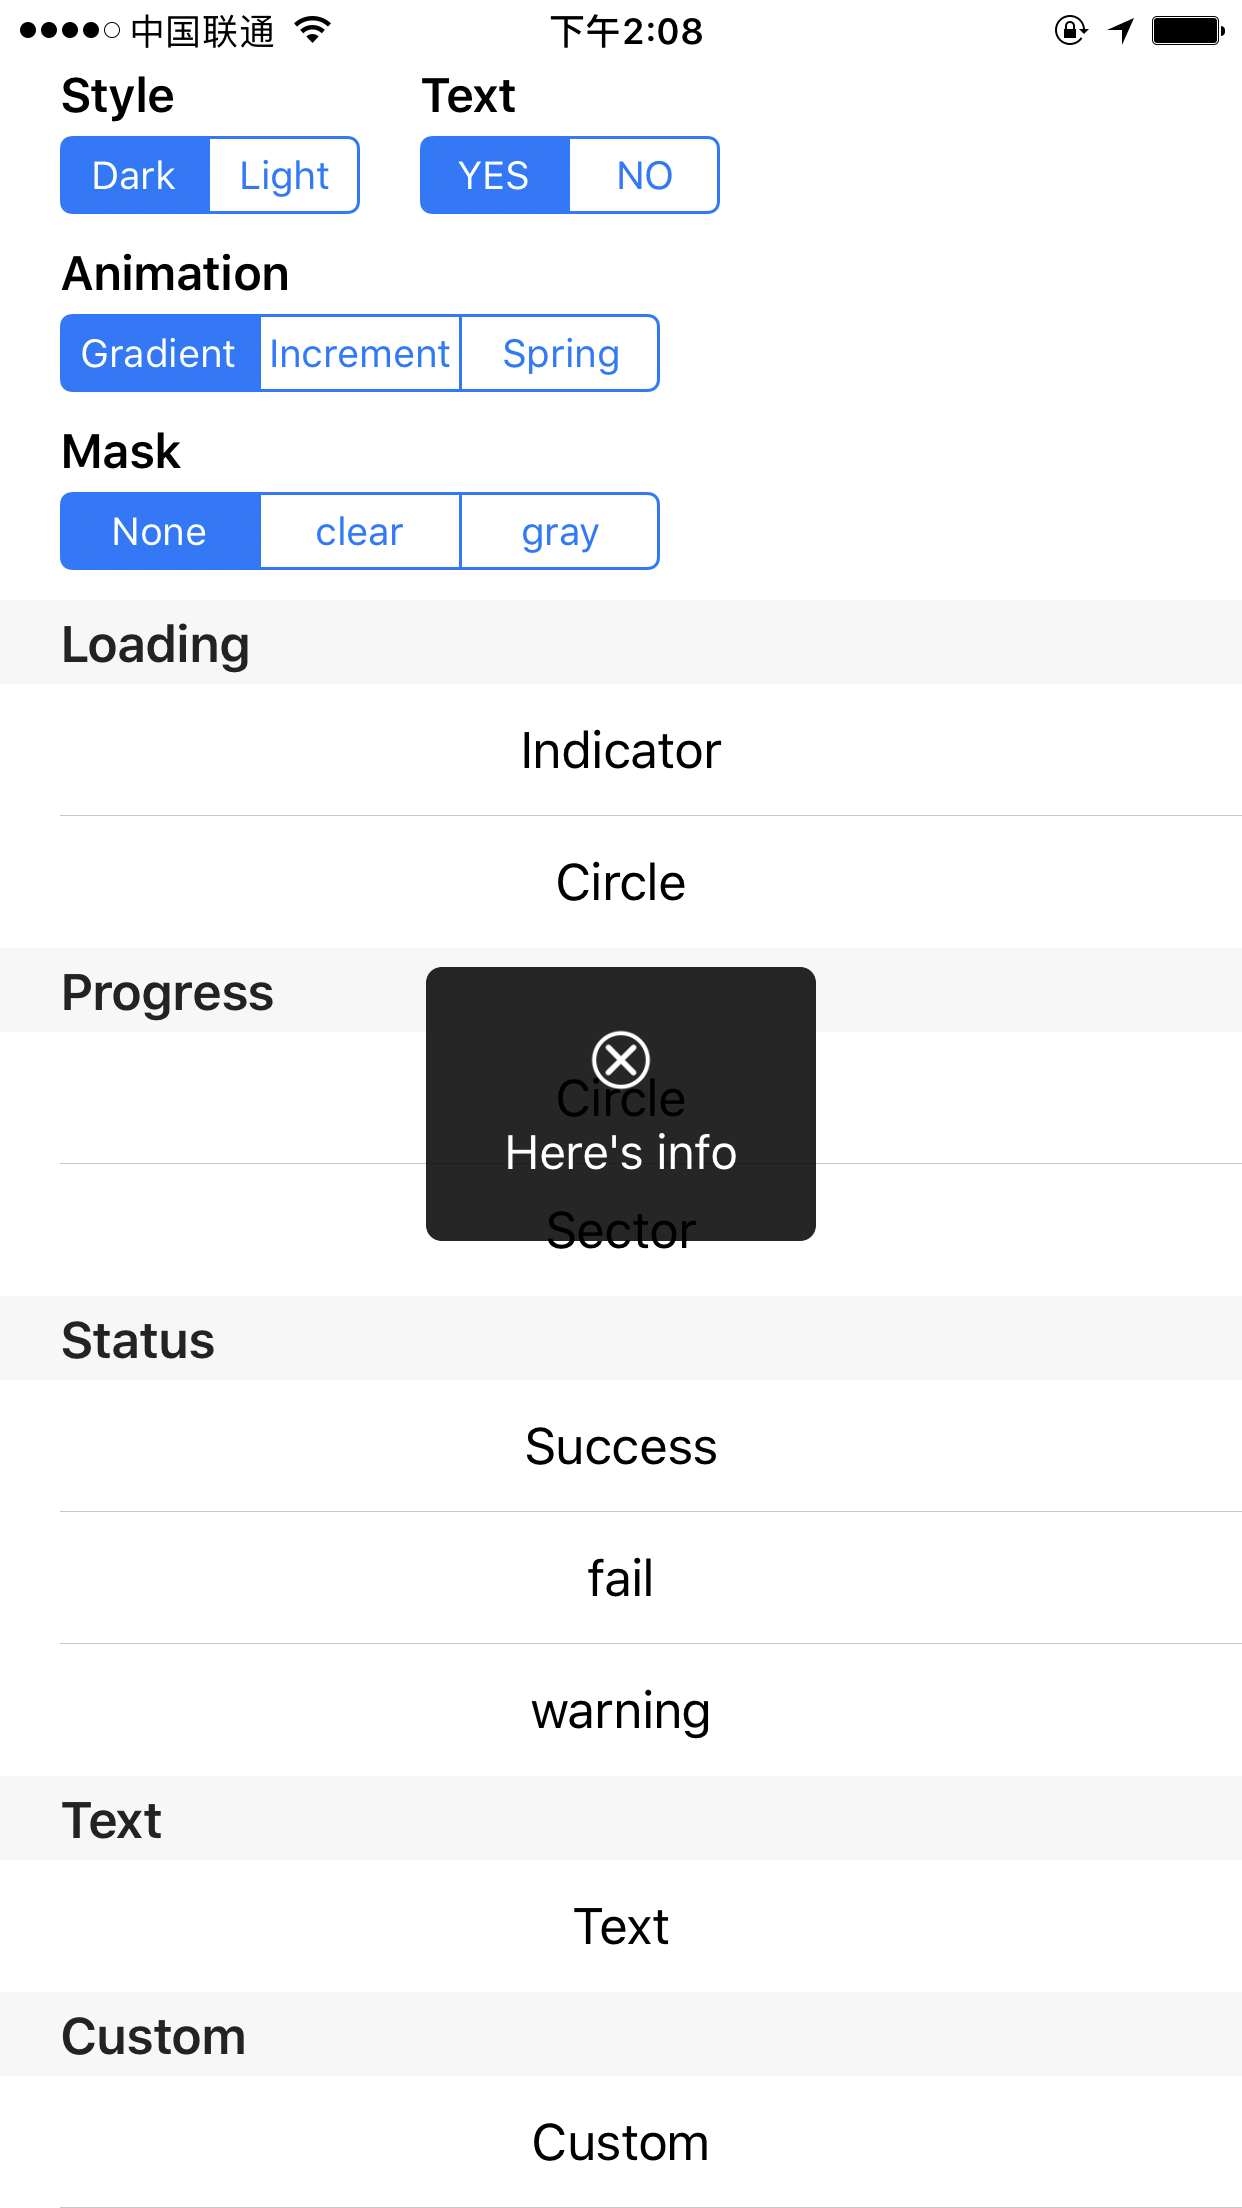 中国联通 下午2:08
Style Text
Dark Light YES NO
Animation
Gradient Increment Spring
Mask
None clear gray
Loading
Indicator
Circle
Progress
Circle
Here's info
Sector
Status
Success
fail
warning
Text
Text
Custom
Custom